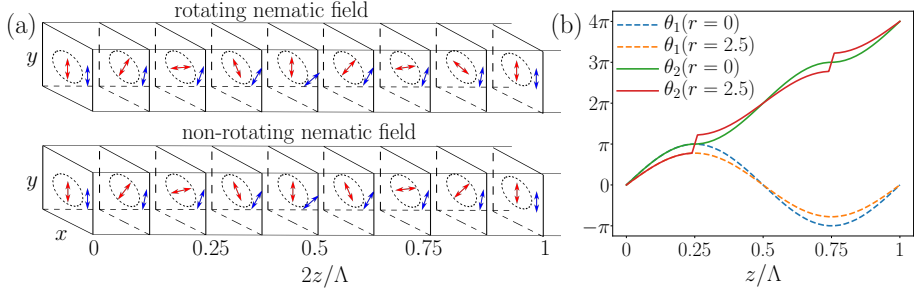 (a)
rotating nematic field
y
non-rotating nematic field
y
x
0 0.25 0.5 0.75 1
2z/Λ
(b)
4π
3π
2π
π
0
−π
θ₁(r = 0)
θ₁(r = 2.5)
θ₂(r = 0)
θ₂(r = 2.5)
0 0.25 0.5 0.75 1
z/Λ